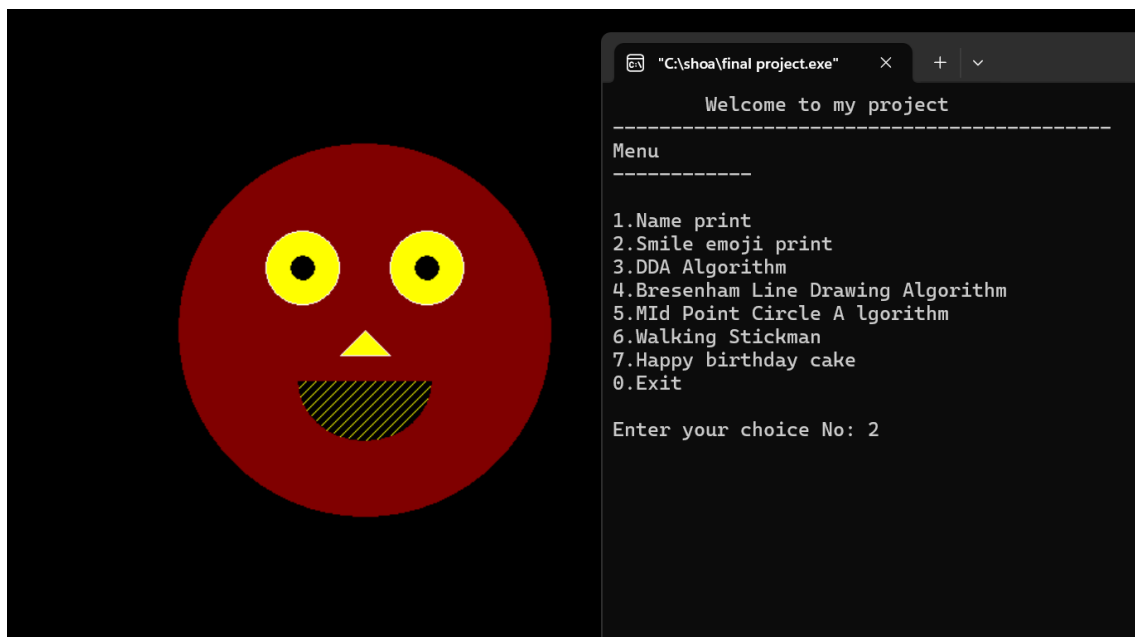 "C:\shoa\final project.exe"
Welcome to my project
-------------------------------------------
Menu
------------
1.Name print
2.Smile emoji print
3.DDA Algorithm
4.Bresenham Line Drawing Algorithm
5.MId Point Circle A lgorithm
6.Walking Stickman
7.Happy birthday cake
0.Exit
Enter your choice No: 2